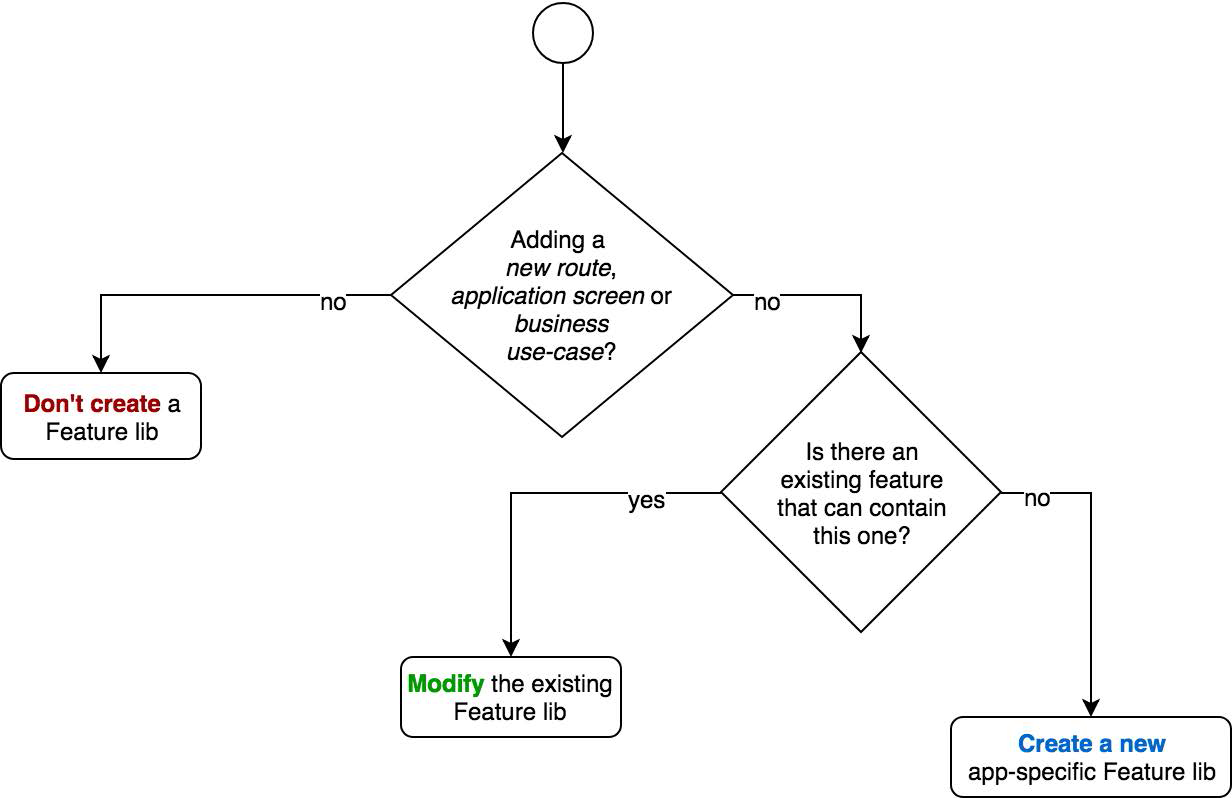 Adding a
new route,
application screen or
business
use-case?
no
no
Don't create a
Feature lib
Is there an
existing feature
that can contain
this one?
yes
no
Modify the existing
Feature lib
Create a new
app-specific Feature lib